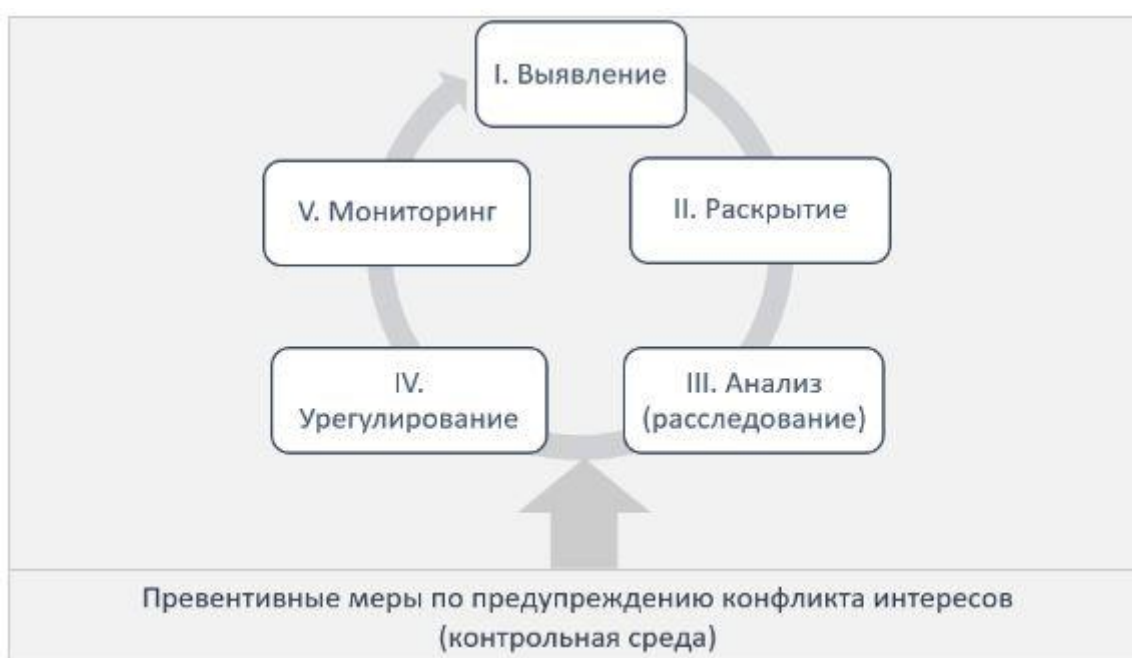 I. Выявление
II. Раскрытие
III. Анализ
(расследование)
IV.
Урегулирование
V. Мониторинг
Превентивные меры по предупреждению конфликта интересов
(контрольная среда)